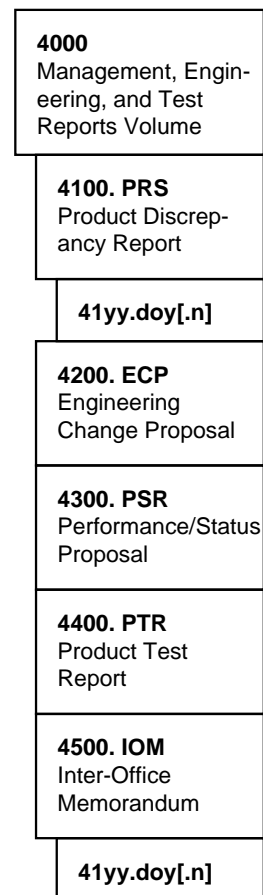 4000
Management, Engin-
eering, and Test
Reports Volume
4100. PRS
Product Discrep-
ancy Report
41yy.doy[.n]
4200. ECP
Engineering
Change Proposal
4300. PSR
Performance/Status
Proposal
4400. PTR
Product Test
Report
4500. IOM
Inter-Office
Memorandum
41yy.doy[.n]